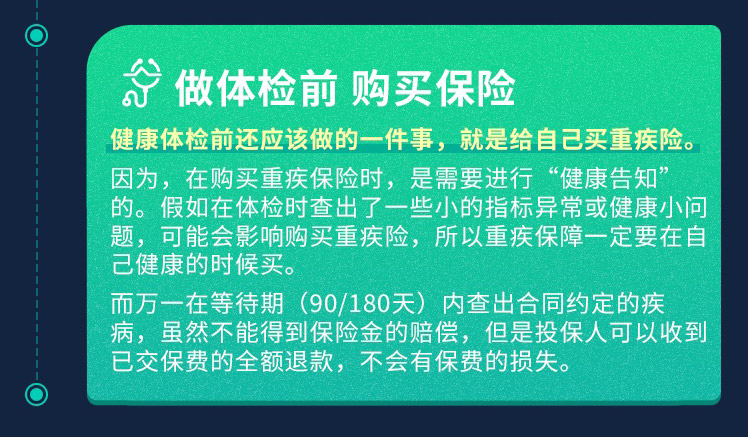 做体检前 购买保险
健康体检前还应该做的一件事，就是给自己买重疾险。
因为，在购买重疾保险时，是需要进行“健康告知”
的。假如在体检时查出了一些小的指标异常或健康小问
题，可能会影响购买重疾险，所以重疾保障一定要在自
己健康的时候买。
而万一在等待期（90/180天）内查出合同约定的疾
病，虽然不能得到保险金的赔偿，但是投保人可以收到
已交保费的全额退款，不会有保费的损失。